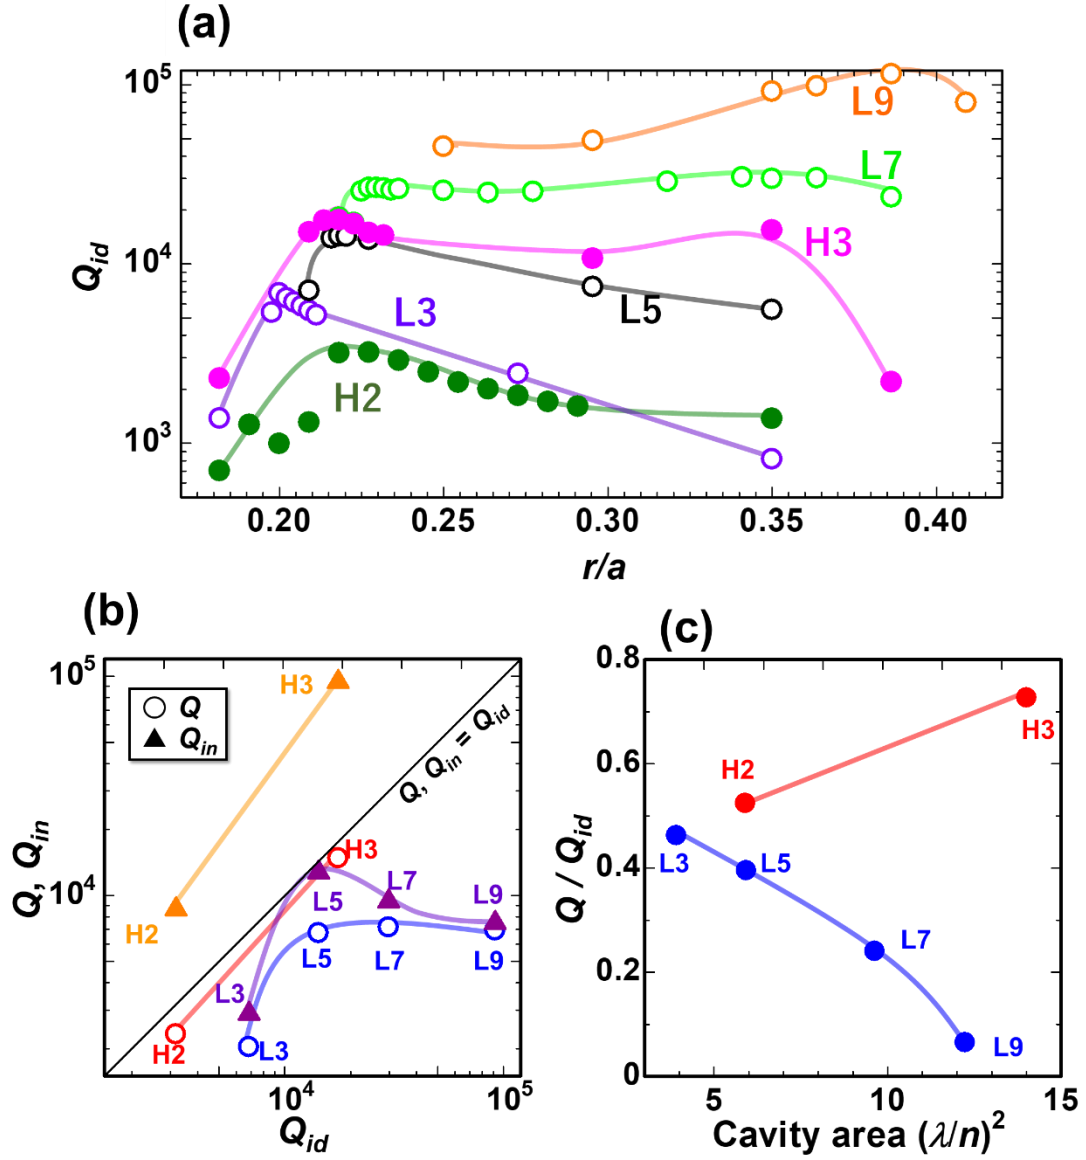 (a)
Q_id
10^5
10^4
10^3
L9
L7
H3
L5
L3
H2
0.20 0.25 0.30 0.35 0.40
r/a
(b)
Q, Q_in
10^5
10^4
Q
Q_in
H3
H2
Q, Q_in = Q_id
H3
L5
L7
L9
L5
L7
L9
L3
H2
L3
10^4 10^5
Q_id
(c)
Q / Q_id
0.8
0.6
0.4
0.2
0
H3
H2
L3
L5
L7
L9
5 10 15
Cavity area (λ/n)^2